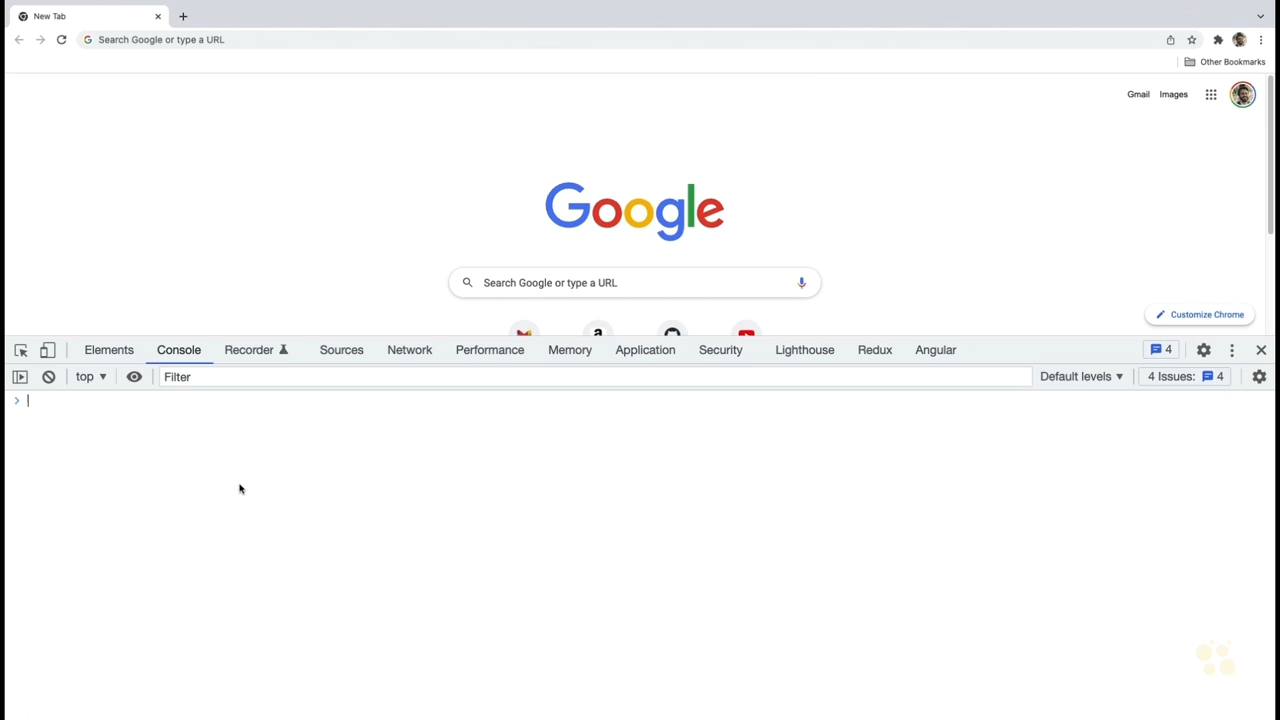 New Tab
Search Google or type a URL
Other Bookmarks
Gmail Images
Google
Search Google or type a URL
Customize Chrome
Elements Console Recorder Sources Network Performance Memory Application Security Lighthouse Redux Angular 4
top Filter Default levels 4 Issues: 4